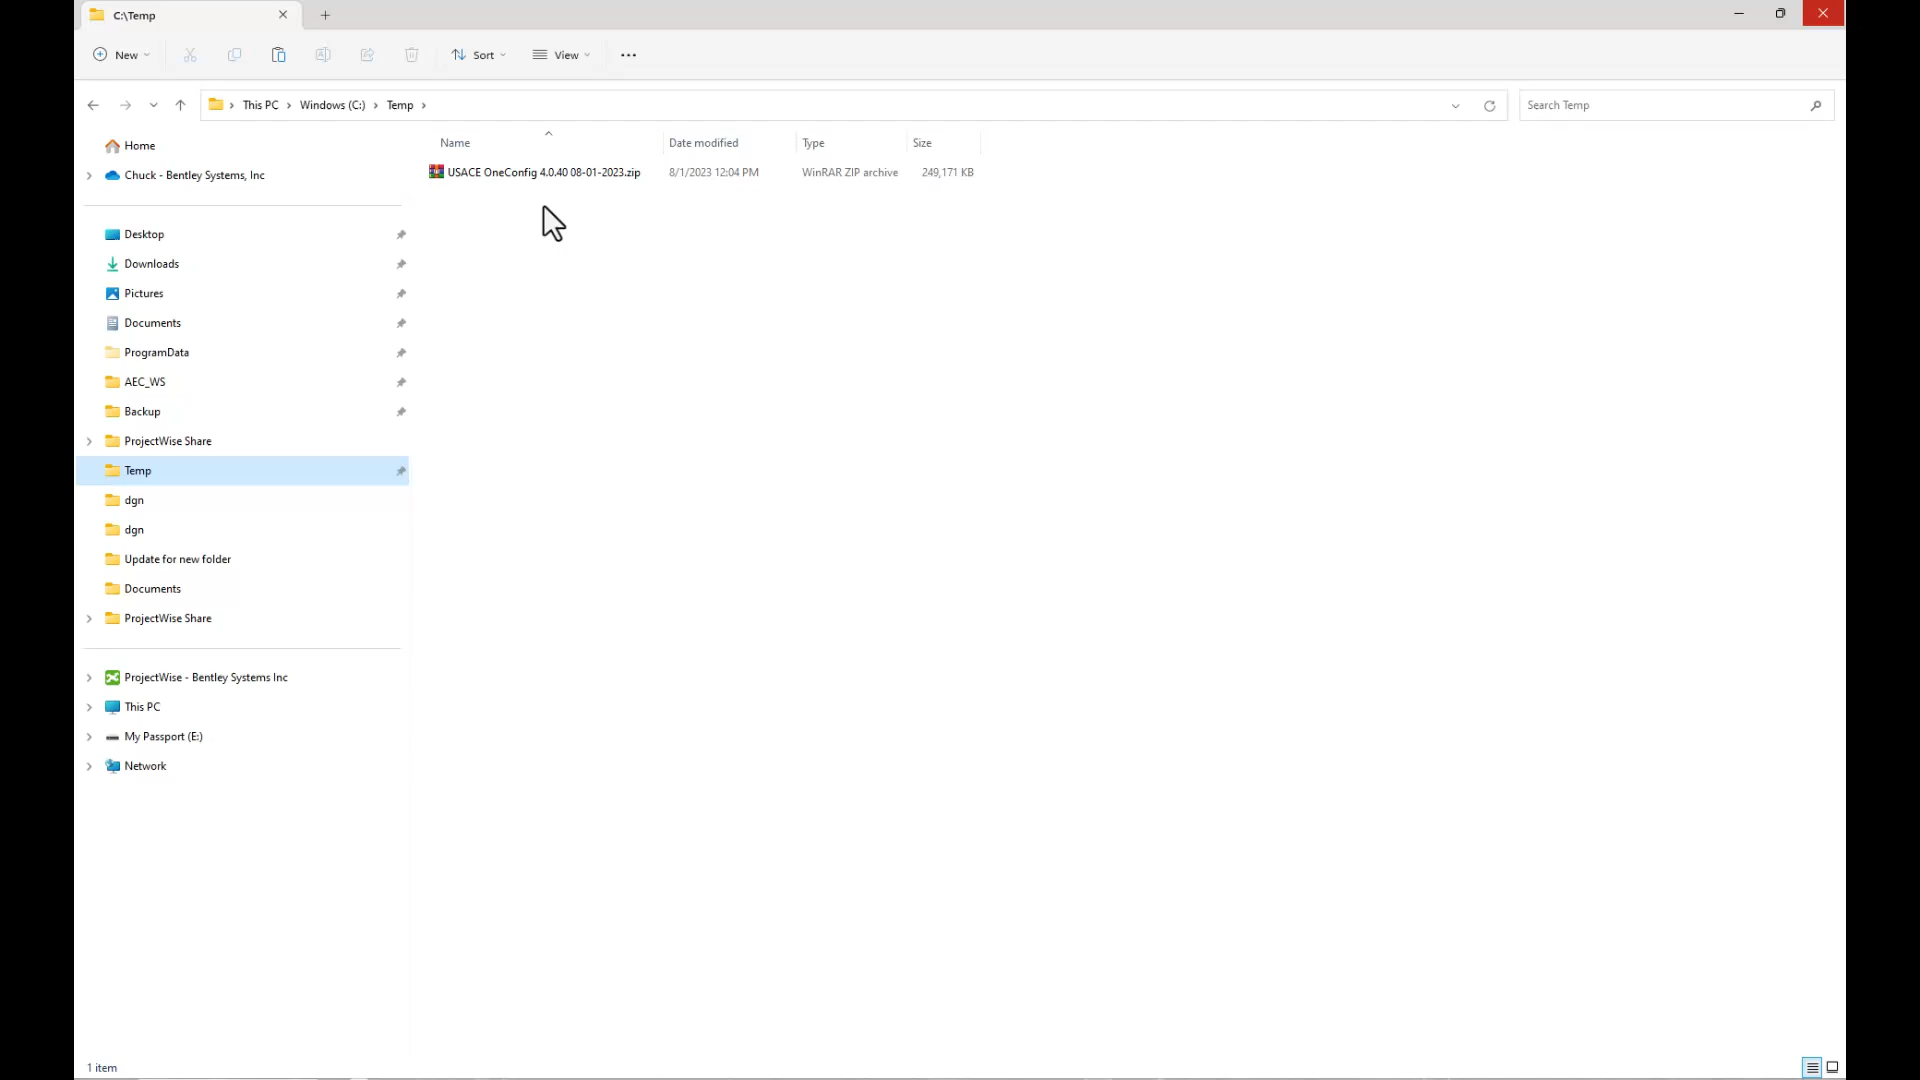 C:\Temp
New
Sort
View
This PC
Windows (C:)
Temp
Search Temp
Name
Date modified
Type
Size
USACE OneConfig 4.0.40 08-01-2023.zip
8/1/2023 12:04 PM
WinRAR ZIP archive
249,171 KB
Home
Chuck - Bentley Systems, Inc
Desktop
Downloads
Pictures
Documents
ProgramData
AEC_WS
Backup
ProjectWise Share
Temp
dgn
dgn
Update for new folder
Documents
ProjectWise Share
ProjectWise - Bentley Systems Inc
This PC
My Passport (E:)
Network
1 item